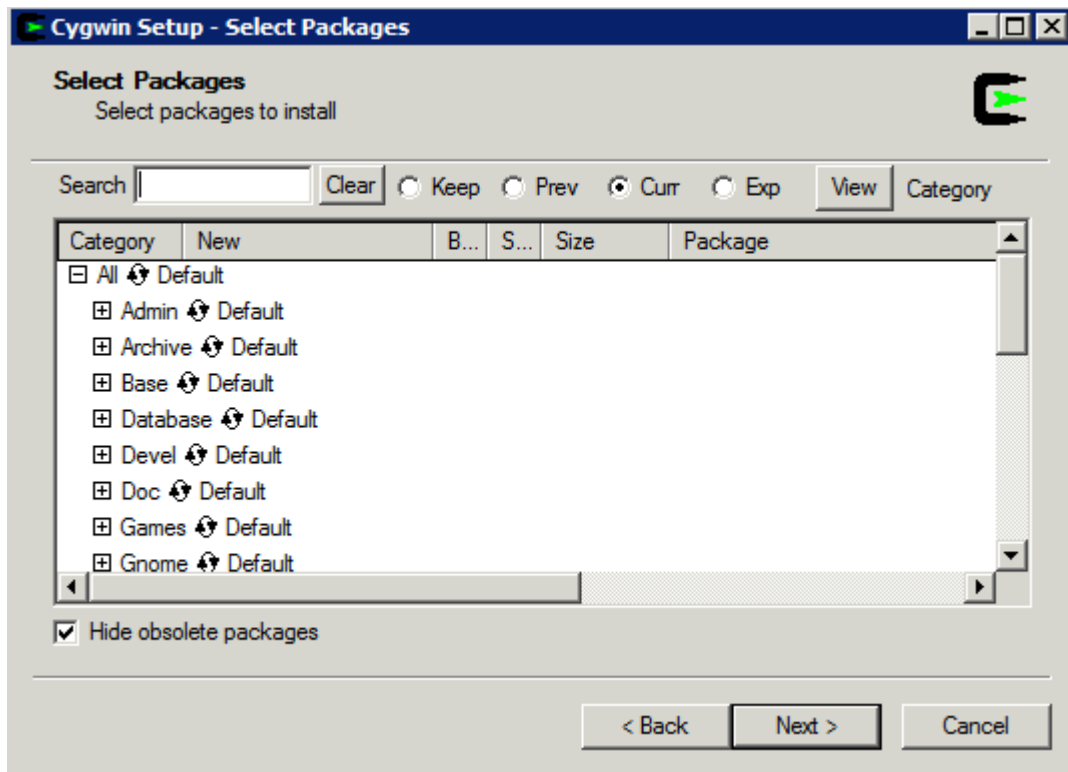 Cygwin Setup - Select Packages
Select Packages
Select packages to install
Search Clear Keep Prev Curr Exp View Category
Category New B... S... Size Package
All Default
Admin Default
Archive Default
Base Default
Database Default
Devel Default
Doc Default
Games Default
Gnome Default
Hide obsolete packages
< Back Next > Cancel